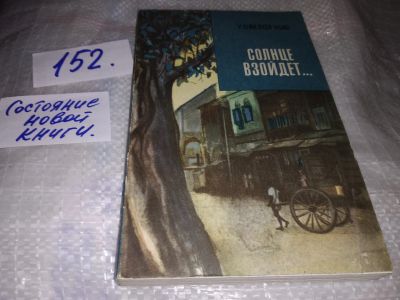 152.
Состояние
новой
книги.
СОЛНЦЕ
ВЗОЙДЕТ...